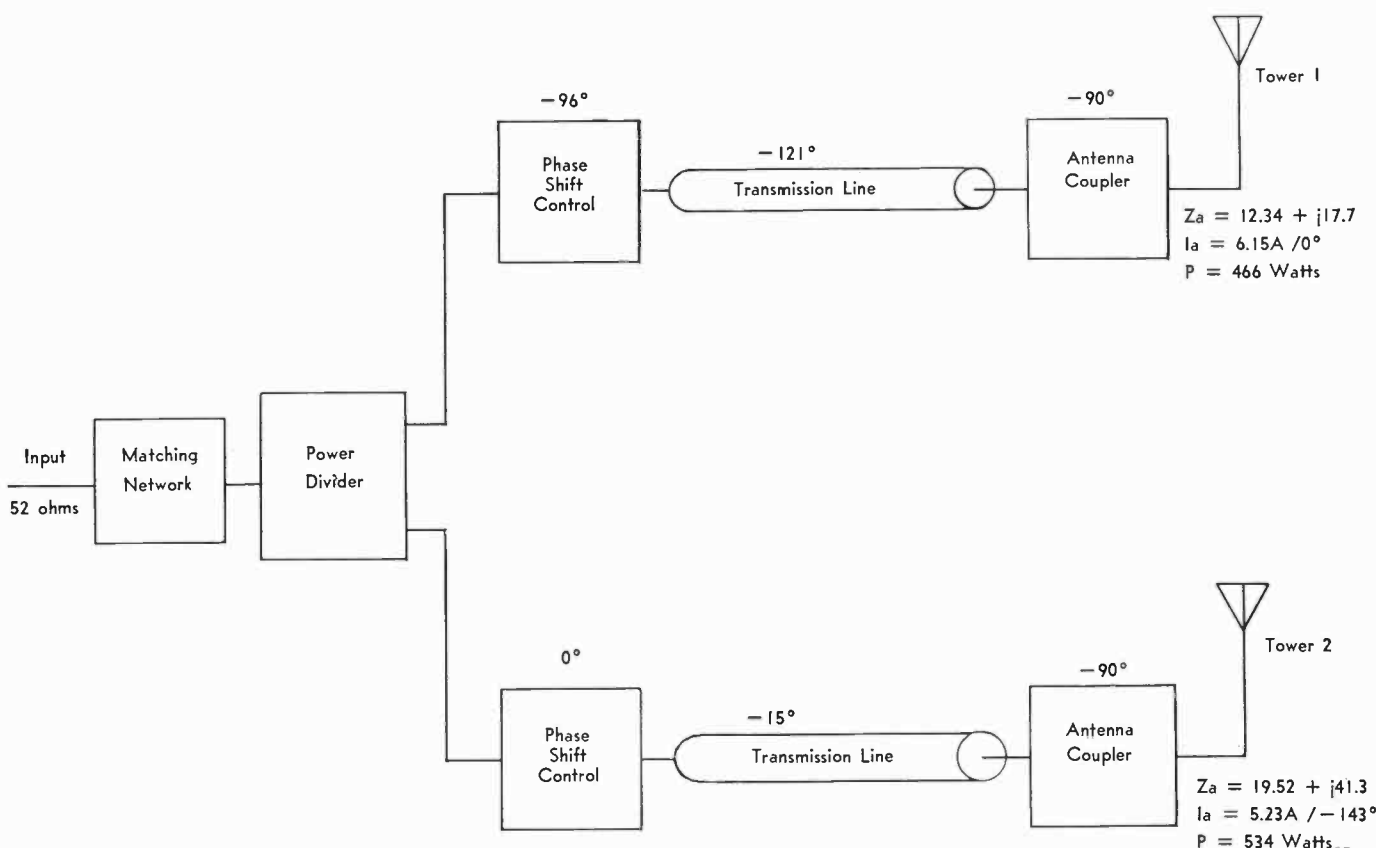 Tower 1
-96°
-90°
Phase
Shift
Control
-121°
Transmission Line
Antenna
Coupler
Za = 12.34 + j17.7
Ia = 6.15A /0°
P = 466 Watts
Input
52 ohms
Matching
Network
Power
Divider
Tower 2
0°
-90°
Phase
Shift
Control
-15°
Transmission Line
Antenna
Coupler
Za = 19.52 + j41.3
Ia = 5.23A /-143°
P = 534 Watts